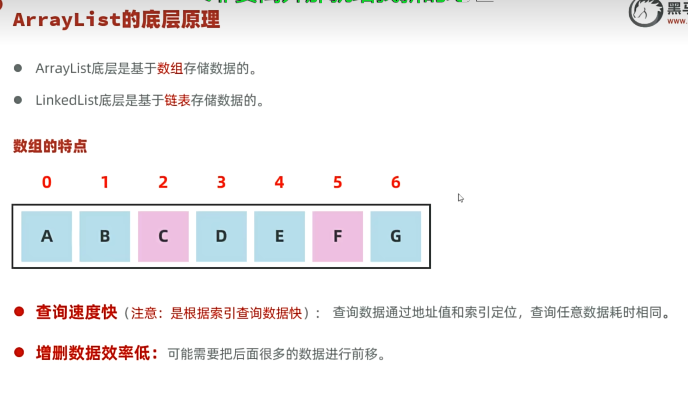 ArrayList的底层原理
黑马
www.
ArrayList底层是基于数组存储数据的。
LinkedList底层是基于链表存储数据的。
数组的特点
0 1 2 3 4 5 6
A B C D E F G
查询速度快（注意：是根据索引查询数据快）： 查询数据通过地址值和索引定位，查询任意数据耗时相同。
增删数据效率低：可能需要把后面很多的数据进行前移。